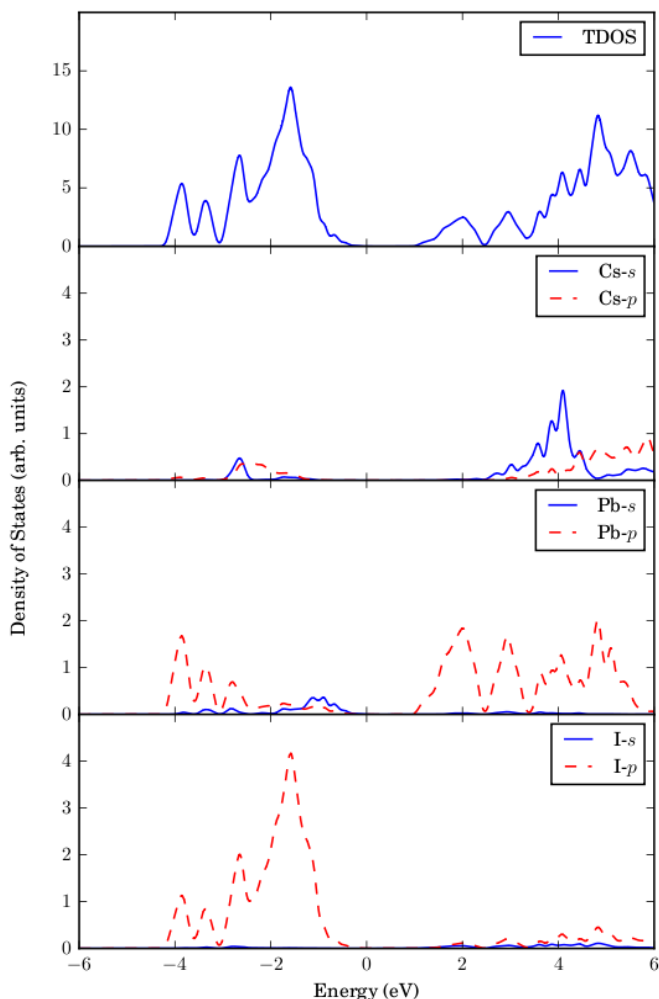 TDOS
15
10
5
0
Cs-s
Cs-p
4
3
2
1
0
Pb-s
Pb-p
4
3
2
1
0
I-s
I-p
4
3
2
1
0
−6 −4 −2 0 2 4 6
Energy (eV)
Density of States (arb. units)